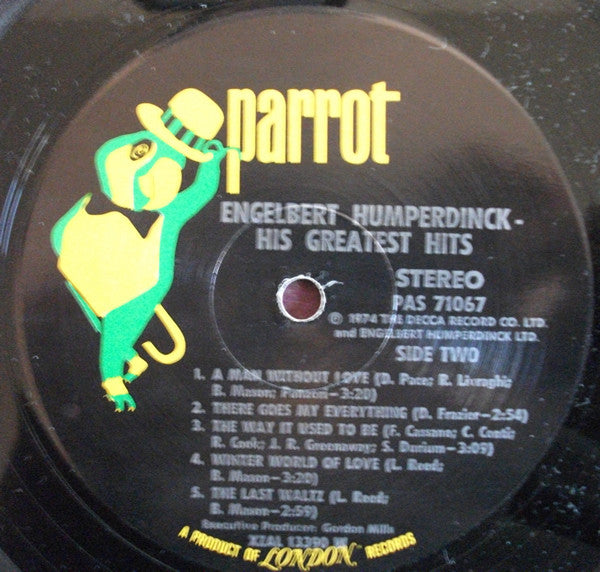 parrot
ENGELBERT HUMPERDINCK-
HIS GREATEST HITS
STEREO
PAS 71067
℗ 1974 THE DECCA RECORD CO. LTD.
and ENGELBERT HUMPERDINCK LTD.
SIDE TWO
1. A MAN WITHOUT LOVE (D. Pace; R. Livraghi;
B. Mason; Panzeri—3:20)
2. THERE GOES MY EVERYTHING (D. Frazier—2:54)
3. THE WAY IT USED TO BE (F. Cassano; C. Conti;
R. Cook; J. R. Greenaway; S. Durium—3:09)
4. WINTER WORLD OF LOVE (L. Reed;
B. Mason—3:20)
5. THE LAST WALTZ (L. Reed;
B. Mason—2:59)
Executive Producer: Gordon Mills
XZAL 13390 W
A PRODUCT OF LONDON RECORDS